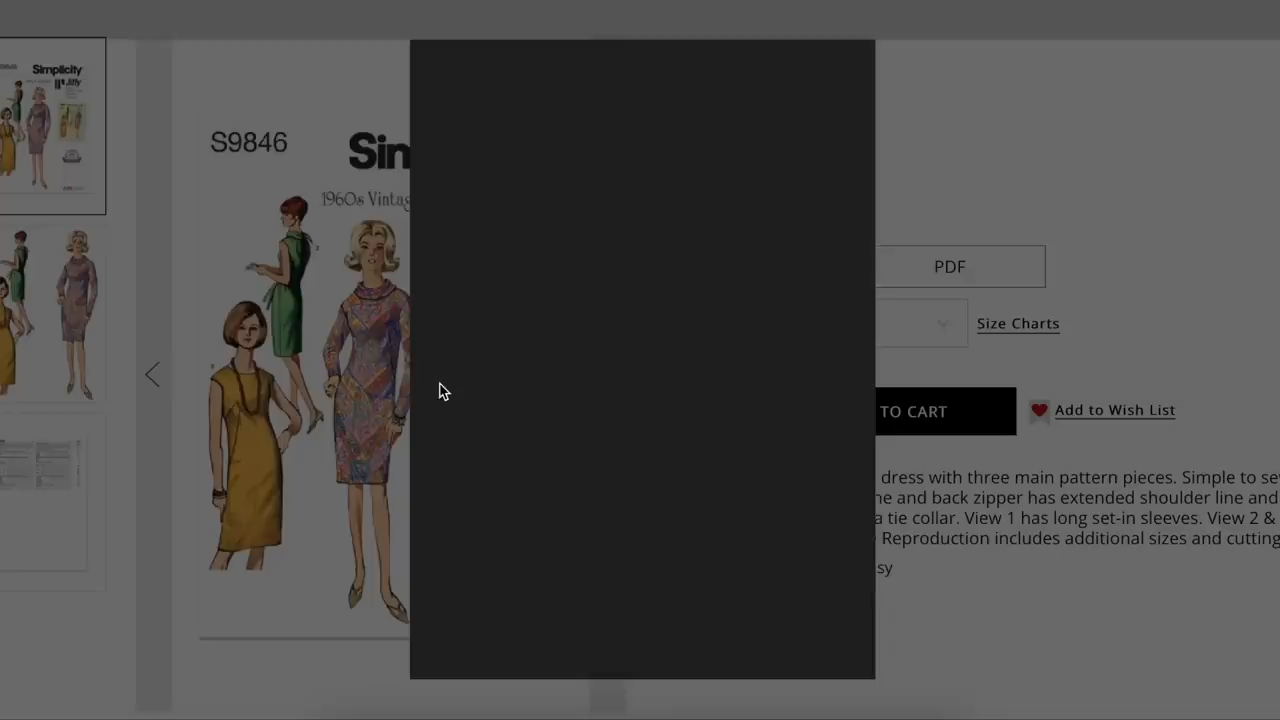 Simplicity
S9846
Sin
1960s Vintag
PDF
Size Charts
TO CART
Add to Wish List
dress with three main pattern pieces. Simple to se
ne and back zipper has extended shoulder line and
a tie collar. View 1 has long set-in sleeves. View 2 &
Reproduction includes additional sizes and cutting
sy